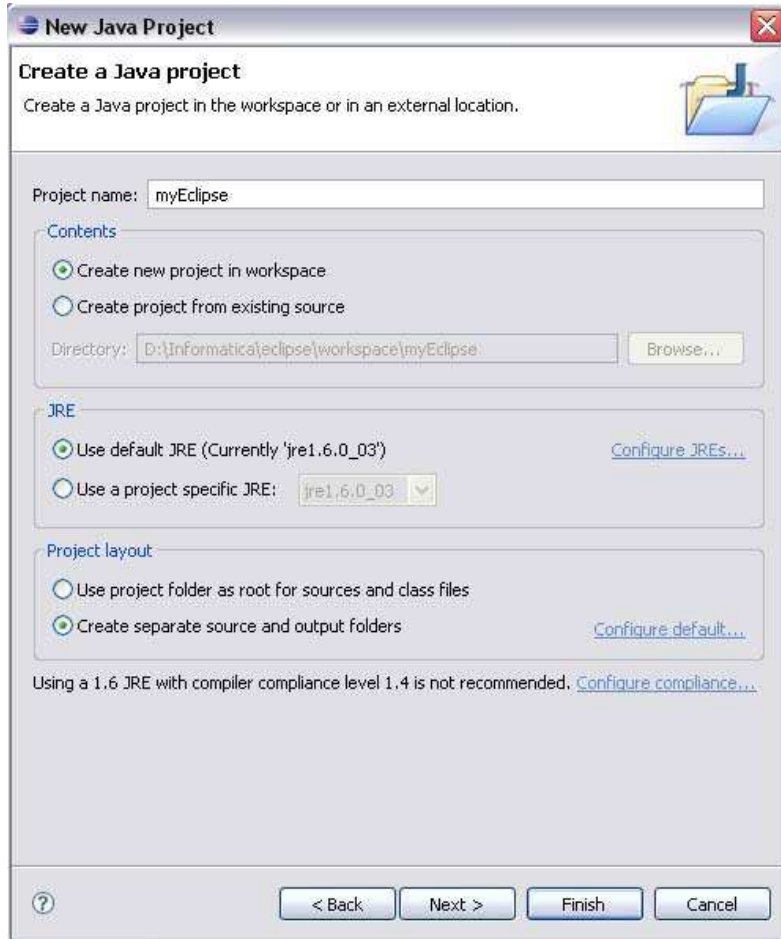 New Java Project
Create a Java project
Create a Java project in the workspace or in an external location.
Project name: myEclipse
Contents
Create new project in workspace
Create project from existing source
Directory: D:\Informatica\eclipse\workspace\myEclipse Browse...
JRE
Use default JRE (Currently 'jre1.6.0_03') Configure JREs...
Use a project specific JRE: jre1.6.0_03
Project layout
Use project folder as root for sources and class files
Create separate source and output folders Configure default...
Using a 1.6 JRE with compiler compliance level 1.4 is not recommended. Configure compliance...
? < Back Next > Finish Cancel